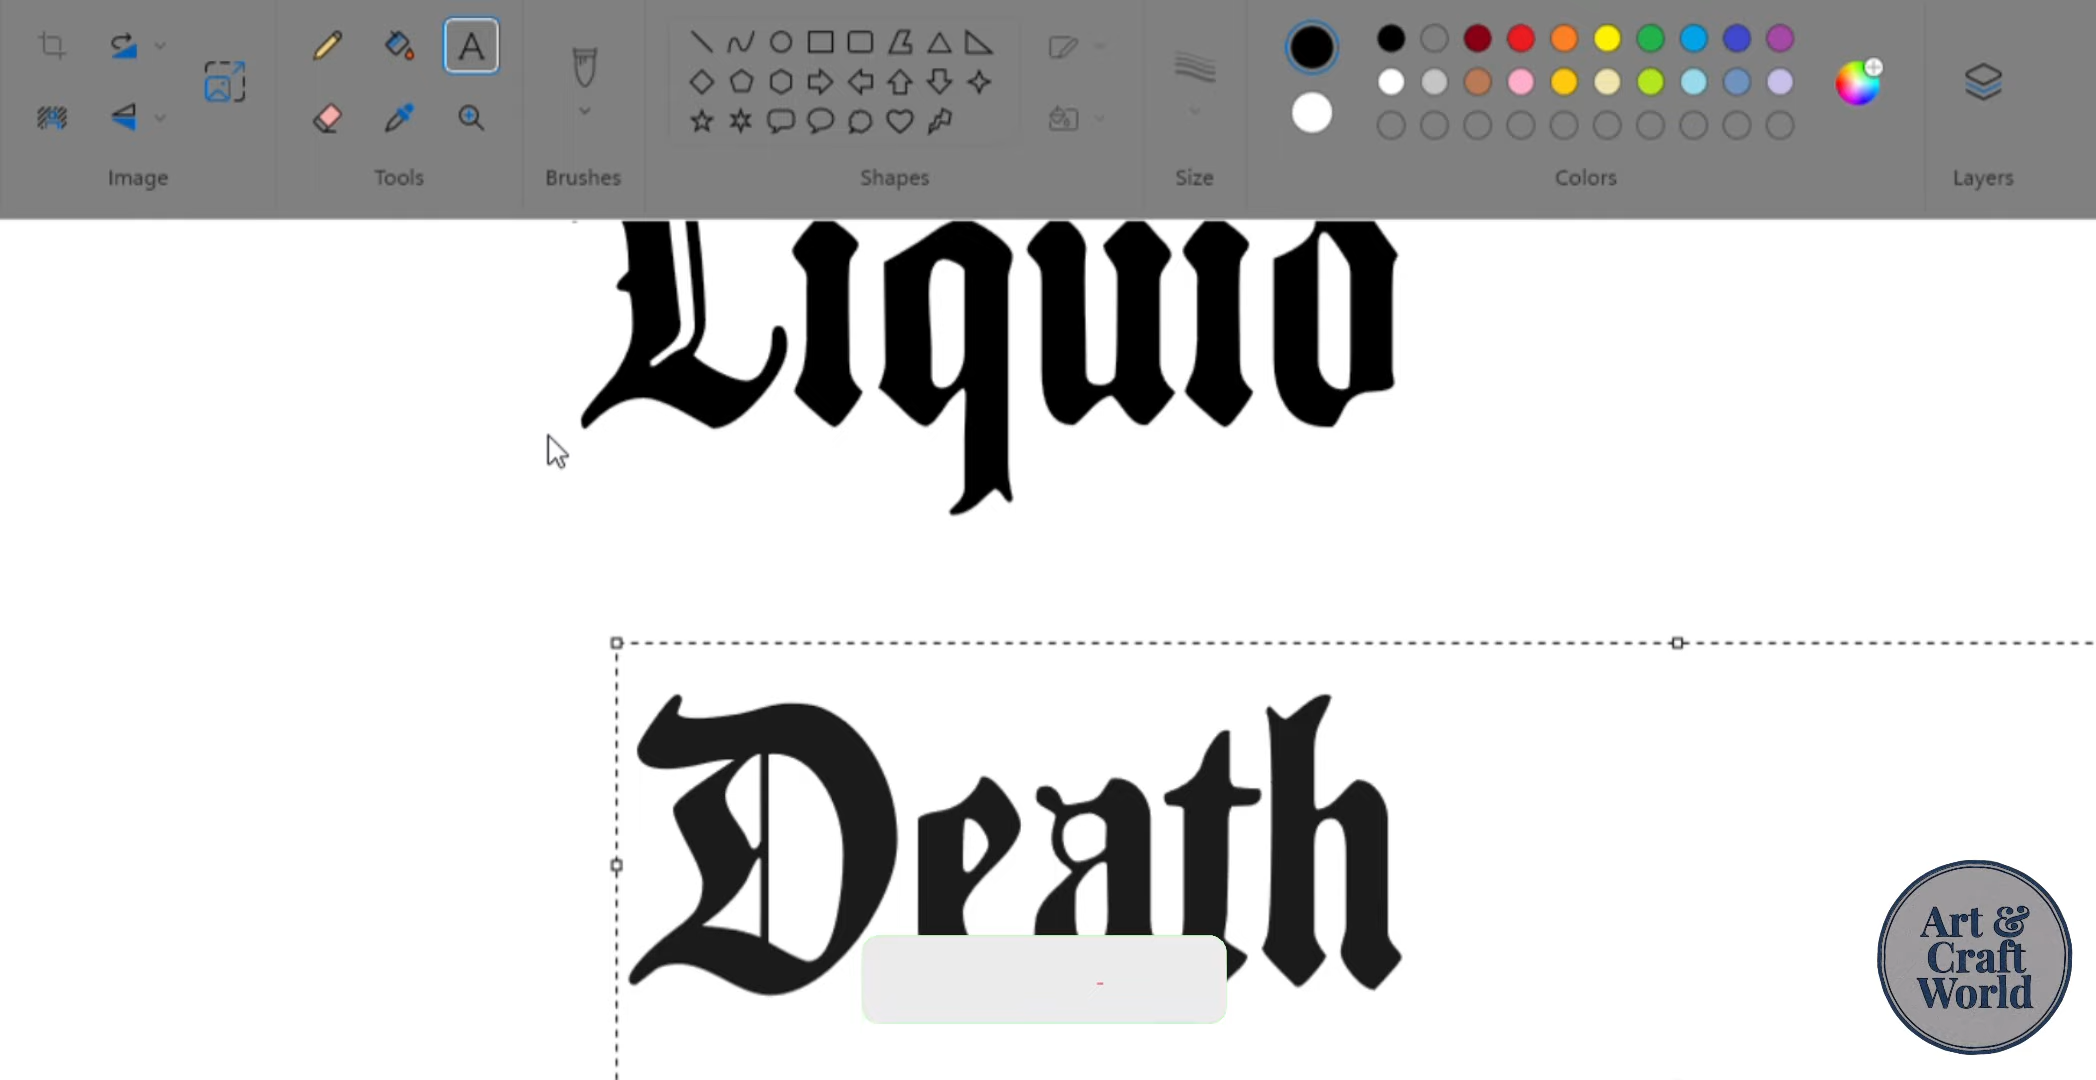 A
Image
Tools
Brushes
Shapes
Size
Colors
Layers
Liquid
Death
Art &
Craft
World